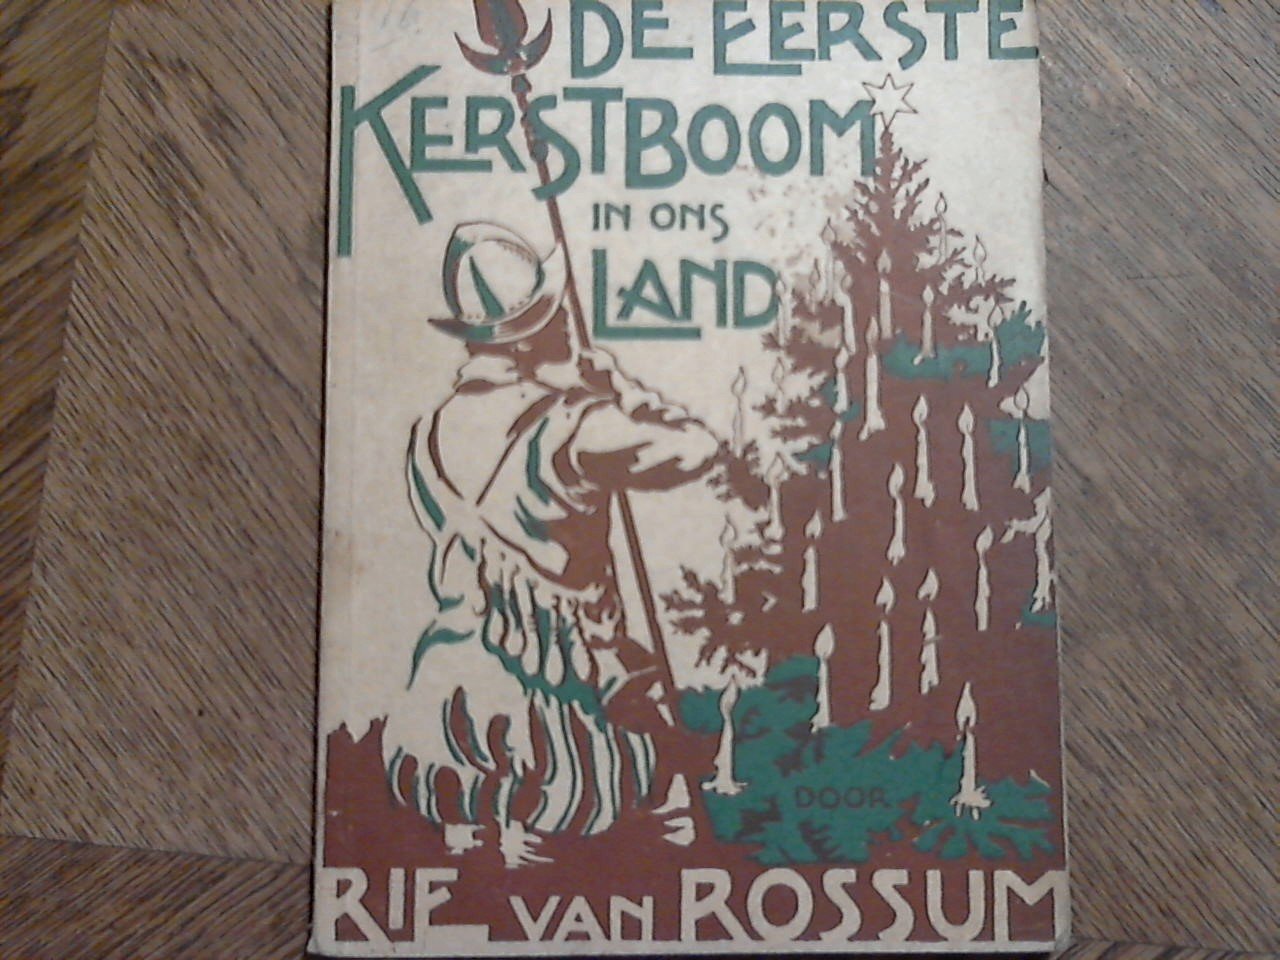 DE EERSTE
KERSTBOOM
IN ONS
LAND
DOOR
RIE VAN ROSSUM